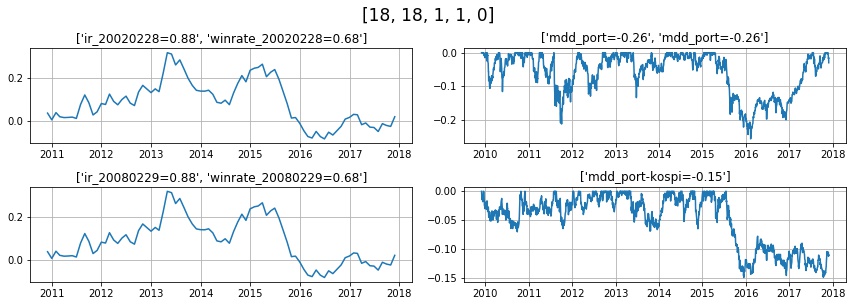 [18, 18, 1, 1, 0]
['ir_20020228=0.88', 'winrate_20020228=0.68']
0.2
0.0
2011 2012 2013 2014 2015 2016 2017 2018
['mdd_port=-0.26', 'mdd_port=-0.26']
0.0
−0.1
−0.2
2010 2011 2012 2013 2014 2015 2016 2017 2018
['ir_20080229=0.88', 'winrate_20080229=0.68']
0.2
0.0
2011 2012 2013 2014 2015 2016 2017 2018
['mdd_port-kospi=-0.15']
0.00
−0.05
−0.10
−0.15
2010 2011 2012 2013 2014 2015 2016 2017 2018